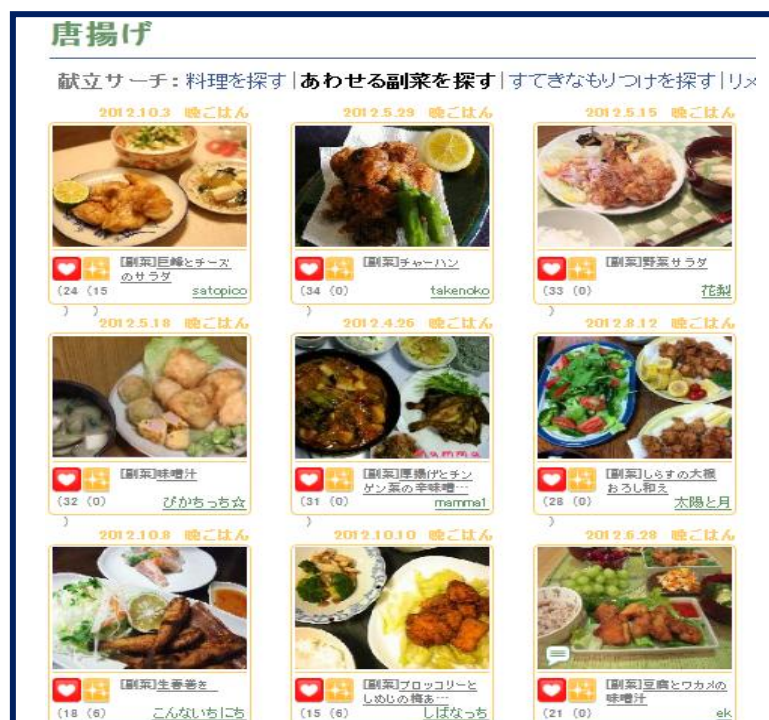 唐揚げ
献立サーチ: 料理を探す|あわせる副菜を探す|すてきなもりつけを探す|リメ
2012.10.3 晩ごはん
[副菜]巨峰とチーズ
のサラダ
(24 (15
) )
satopico
2012.5.29 晩ごはん
[副菜]チャーハン
(34 (0)
)
takenoko
2012.5.15 晩ごはん
[副菜]野菜サラダ
(33 (0)
)
花梨
2012.5.18 晩ごはん
[副菜]味噌汁
(32 (0)
)
ぴかちっち☆
2012.4.26 晩ごはん
mamma
[副菜]厚揚げとチン
ゲン菜の辛味噌…
(31 (0)
)
mamma1
2012.8.12 晩ごはん
[副菜]しらすの大根
おろし和え
(28 (0)
)
太陽と月
2012.10.8 晩ごはん
[副菜]生春巻き
(18 (6)
こんないちにち
2012.10.10 晩ごはん
[副菜]ブロッコリーと
しめじの梅あ…
(15 (6)
しばなっち
2012.6.28 晩ごはん
[副菜]豆腐とワカメの
味噌汁
(21 (0)
ek